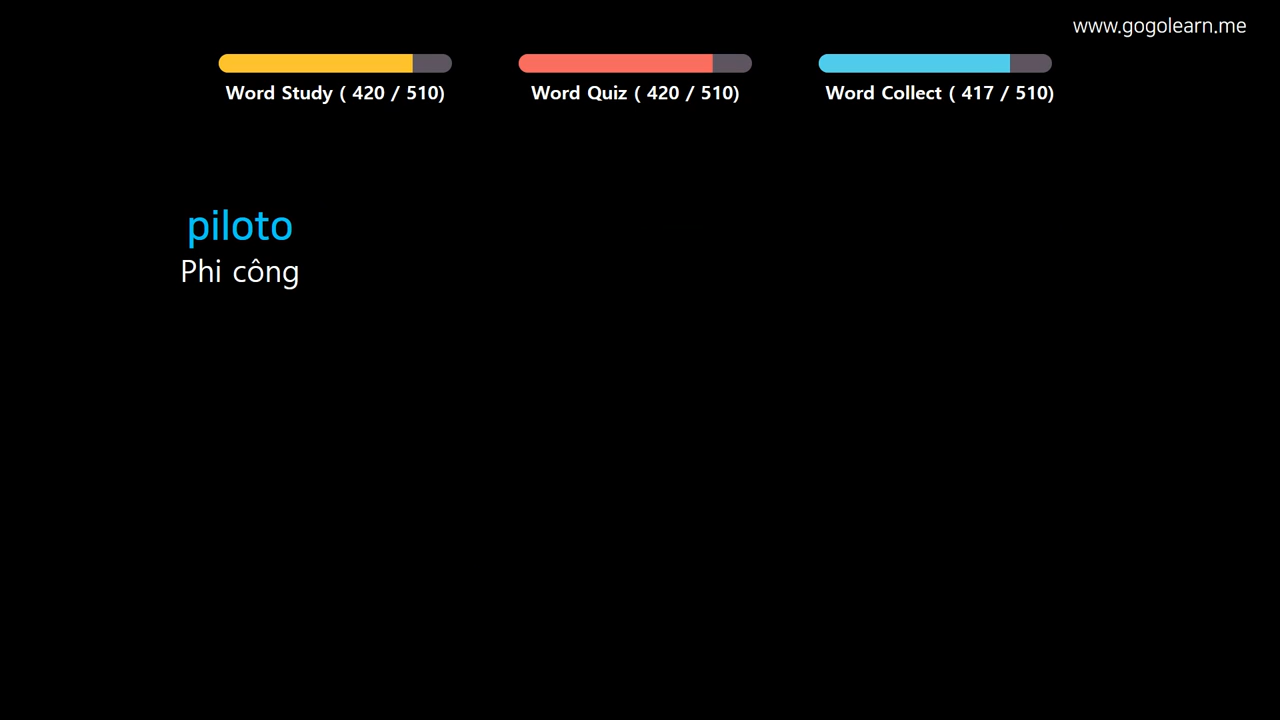 www.gogolearn.me
Word Study ( 420 / 510)
Word Quiz ( 420 / 510)
Word Collect ( 417 / 510)
piloto
Phi công